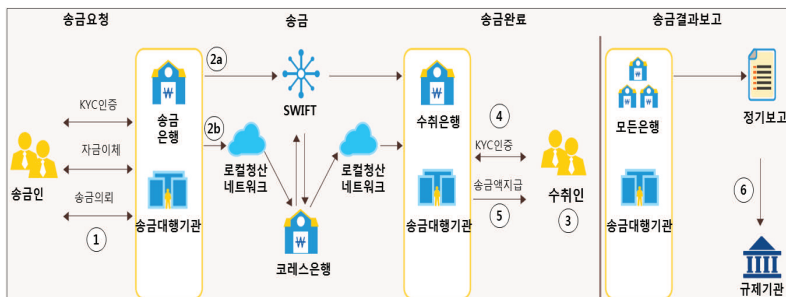 송금요청
송금
송금완료
송금결과보고
KYC인증
자금이체
송금의뢰
송금인
1
₩
송금
은행
송금대행기관
2a
2b
SWIFT
로컬청산
네트워크
로컬청산
네트워크
₩
코레스은행
₩
수취은행
송금대행기관
4
KYC인증
송금액지급
5
수취인
3
₩
₩
₩
모든은행
송금대행기관
정기보고
6
규제기관